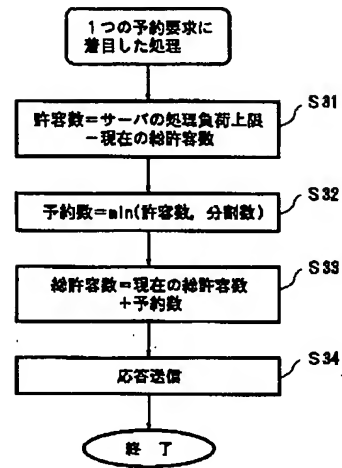 1つの予約要求に
着目した処理
S31
許容数=サーバの処理負荷上限
-現在の総許容数
S32
予約数=min(許容数, 分割数)
S33
総許容数=現在の総許容数
+予約数
S34
応答送信
終 了